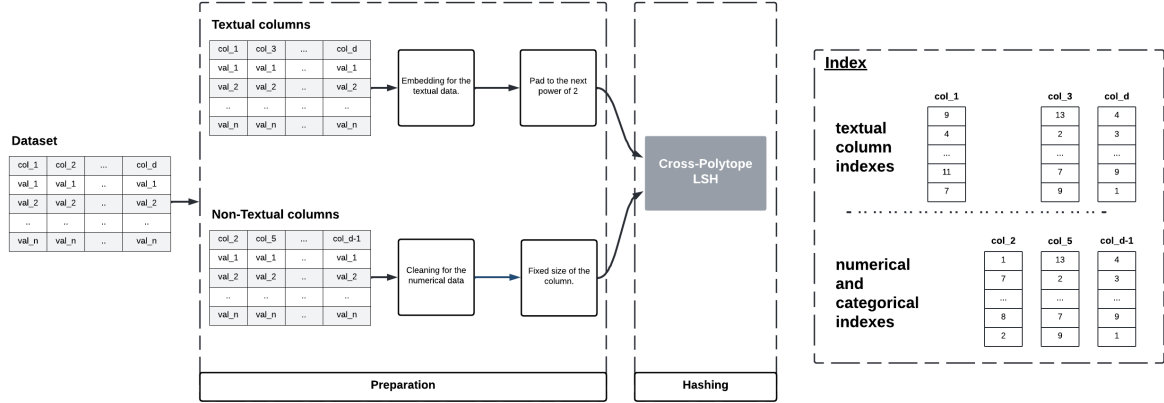 Dataset
col_1 col_2 ... col_d
val_1 val_1 .. val_1
val_2 val_2 .. val_2
.. .. .. ..
val_n val_n .. val_n
Textual columns
col_1 col_3 ... col_d
val_1 val_1 .. val_1
val_2 val_2 .. val_2
.. .. .. ..
val_n val_n .. val_n
Embedding for the
textual data.
Pad to the next
power of 2
Non-Textual columns
col_2 col_5 ... col_d-1
val_1 val_1 .. val_1
val_2 val_2 .. val_2
.. .. .. ..
val_n val_n .. val_n
Cleaning for the
numerical data
Fixed size of the
column.
Preparation
Cross-Polytope
LSH
Hashing
Index
textual
column
indexes
col_1 col_3 col_d
9 13 4
4 2 3
... ... ...
11 7 9
7 9 1
numerical
and
categorical
indexes
col_2 col_5 col_d-1
1 13 4
7 2 3
... ... ...
8 7 9
2 9 1